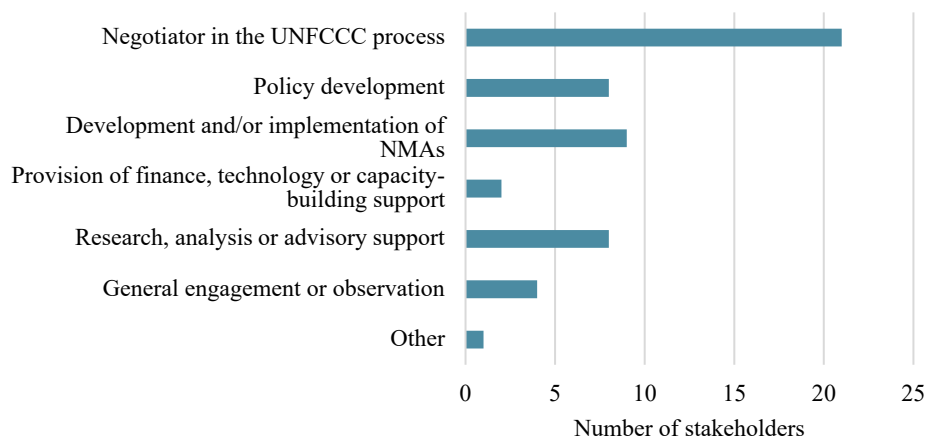 Negotiator in the UNFCCC process
Policy development
Development and/or implementation of
NMAs
Provision of finance, technology or capacity-
building support
Research, analysis or advisory support
General engagement or observation
Other
0 5 10 15 20 25
Number of stakeholders